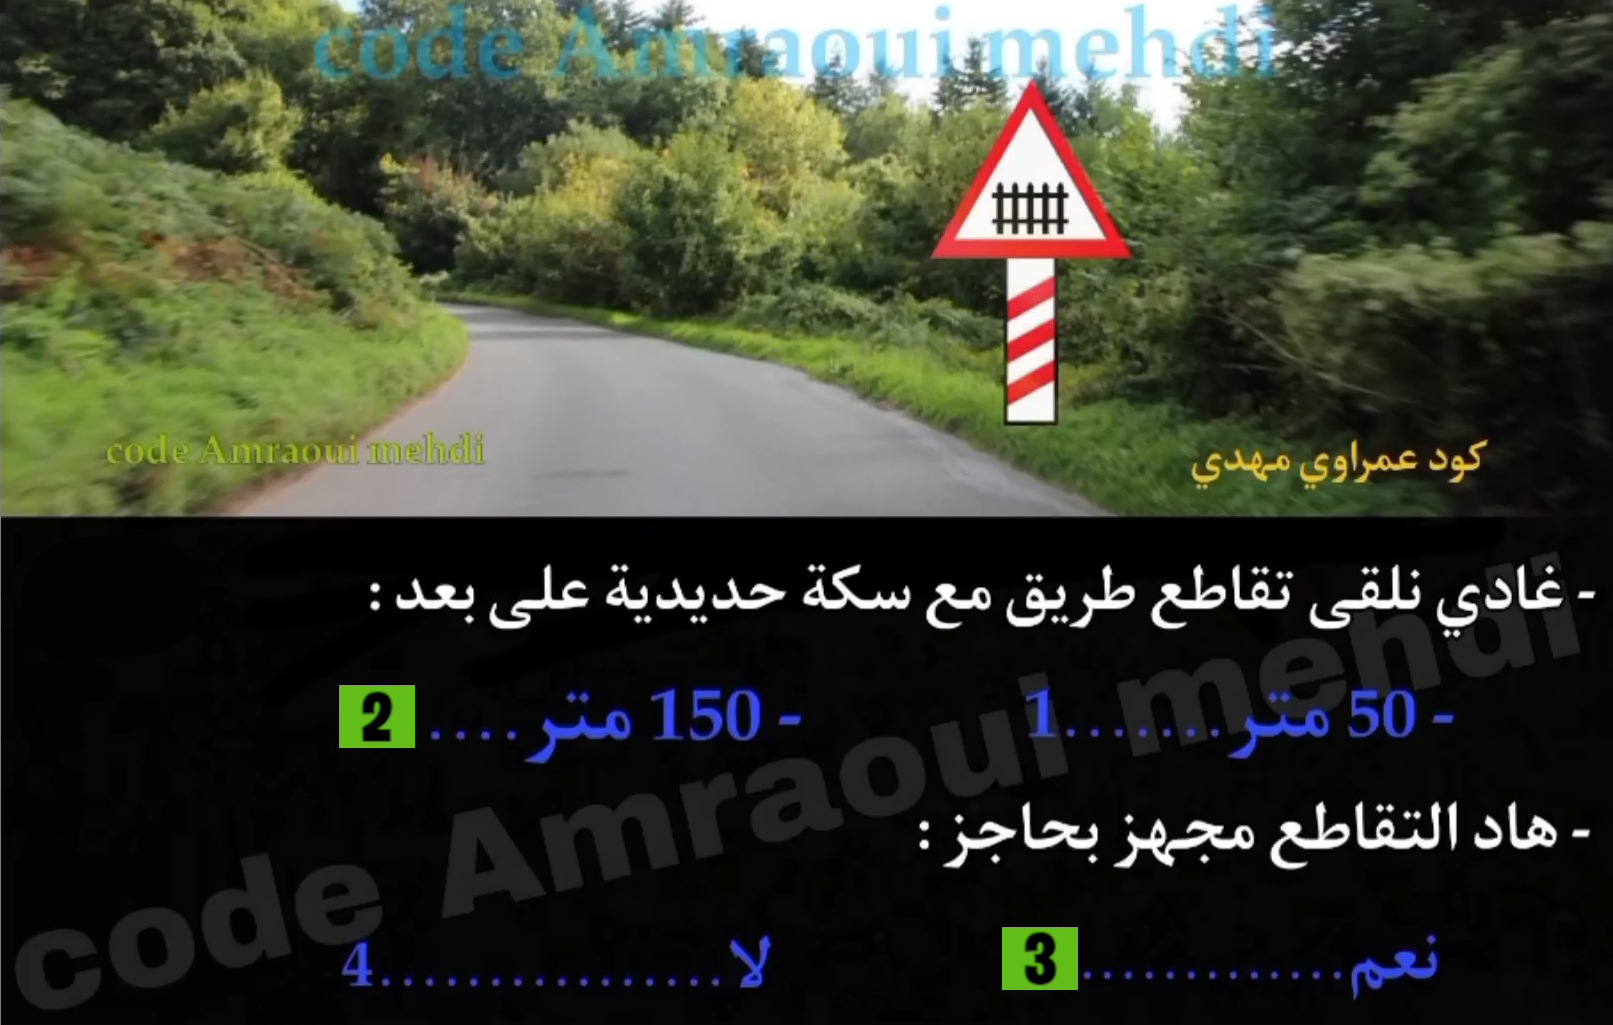 code Amraoui mehdi
code Amraoui mehdi
كود عمراوي مهدي
- غادي نلقى تقاطع طريق مع سكة حديدية على بعد :
- 50 متر.......1 - 150 متر.... 2
- هاد التقاطع مجهز بحاجز :
نعم.............3 لا................4
code Amraoui mehdi